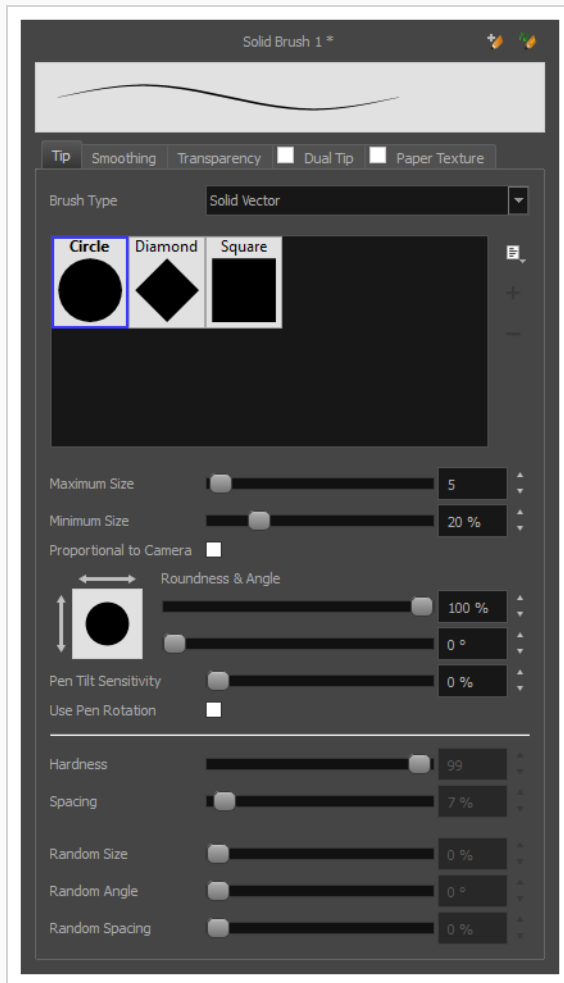 Solid Brush 1 *
Tip Smoothing Transparency Dual Tip Paper Texture
Brush Type Solid Vector
Circle Diamond Square
Maximum Size 5
Minimum Size 20 %
Proportional to Camera
Roundness & Angle
100 %
0 °
Pen Tilt Sensitivity 0 %
Use Pen Rotation
Hardness 99
Spacing 7 %
Random Size 0 %
Random Angle 0 °
Random Spacing 0 %